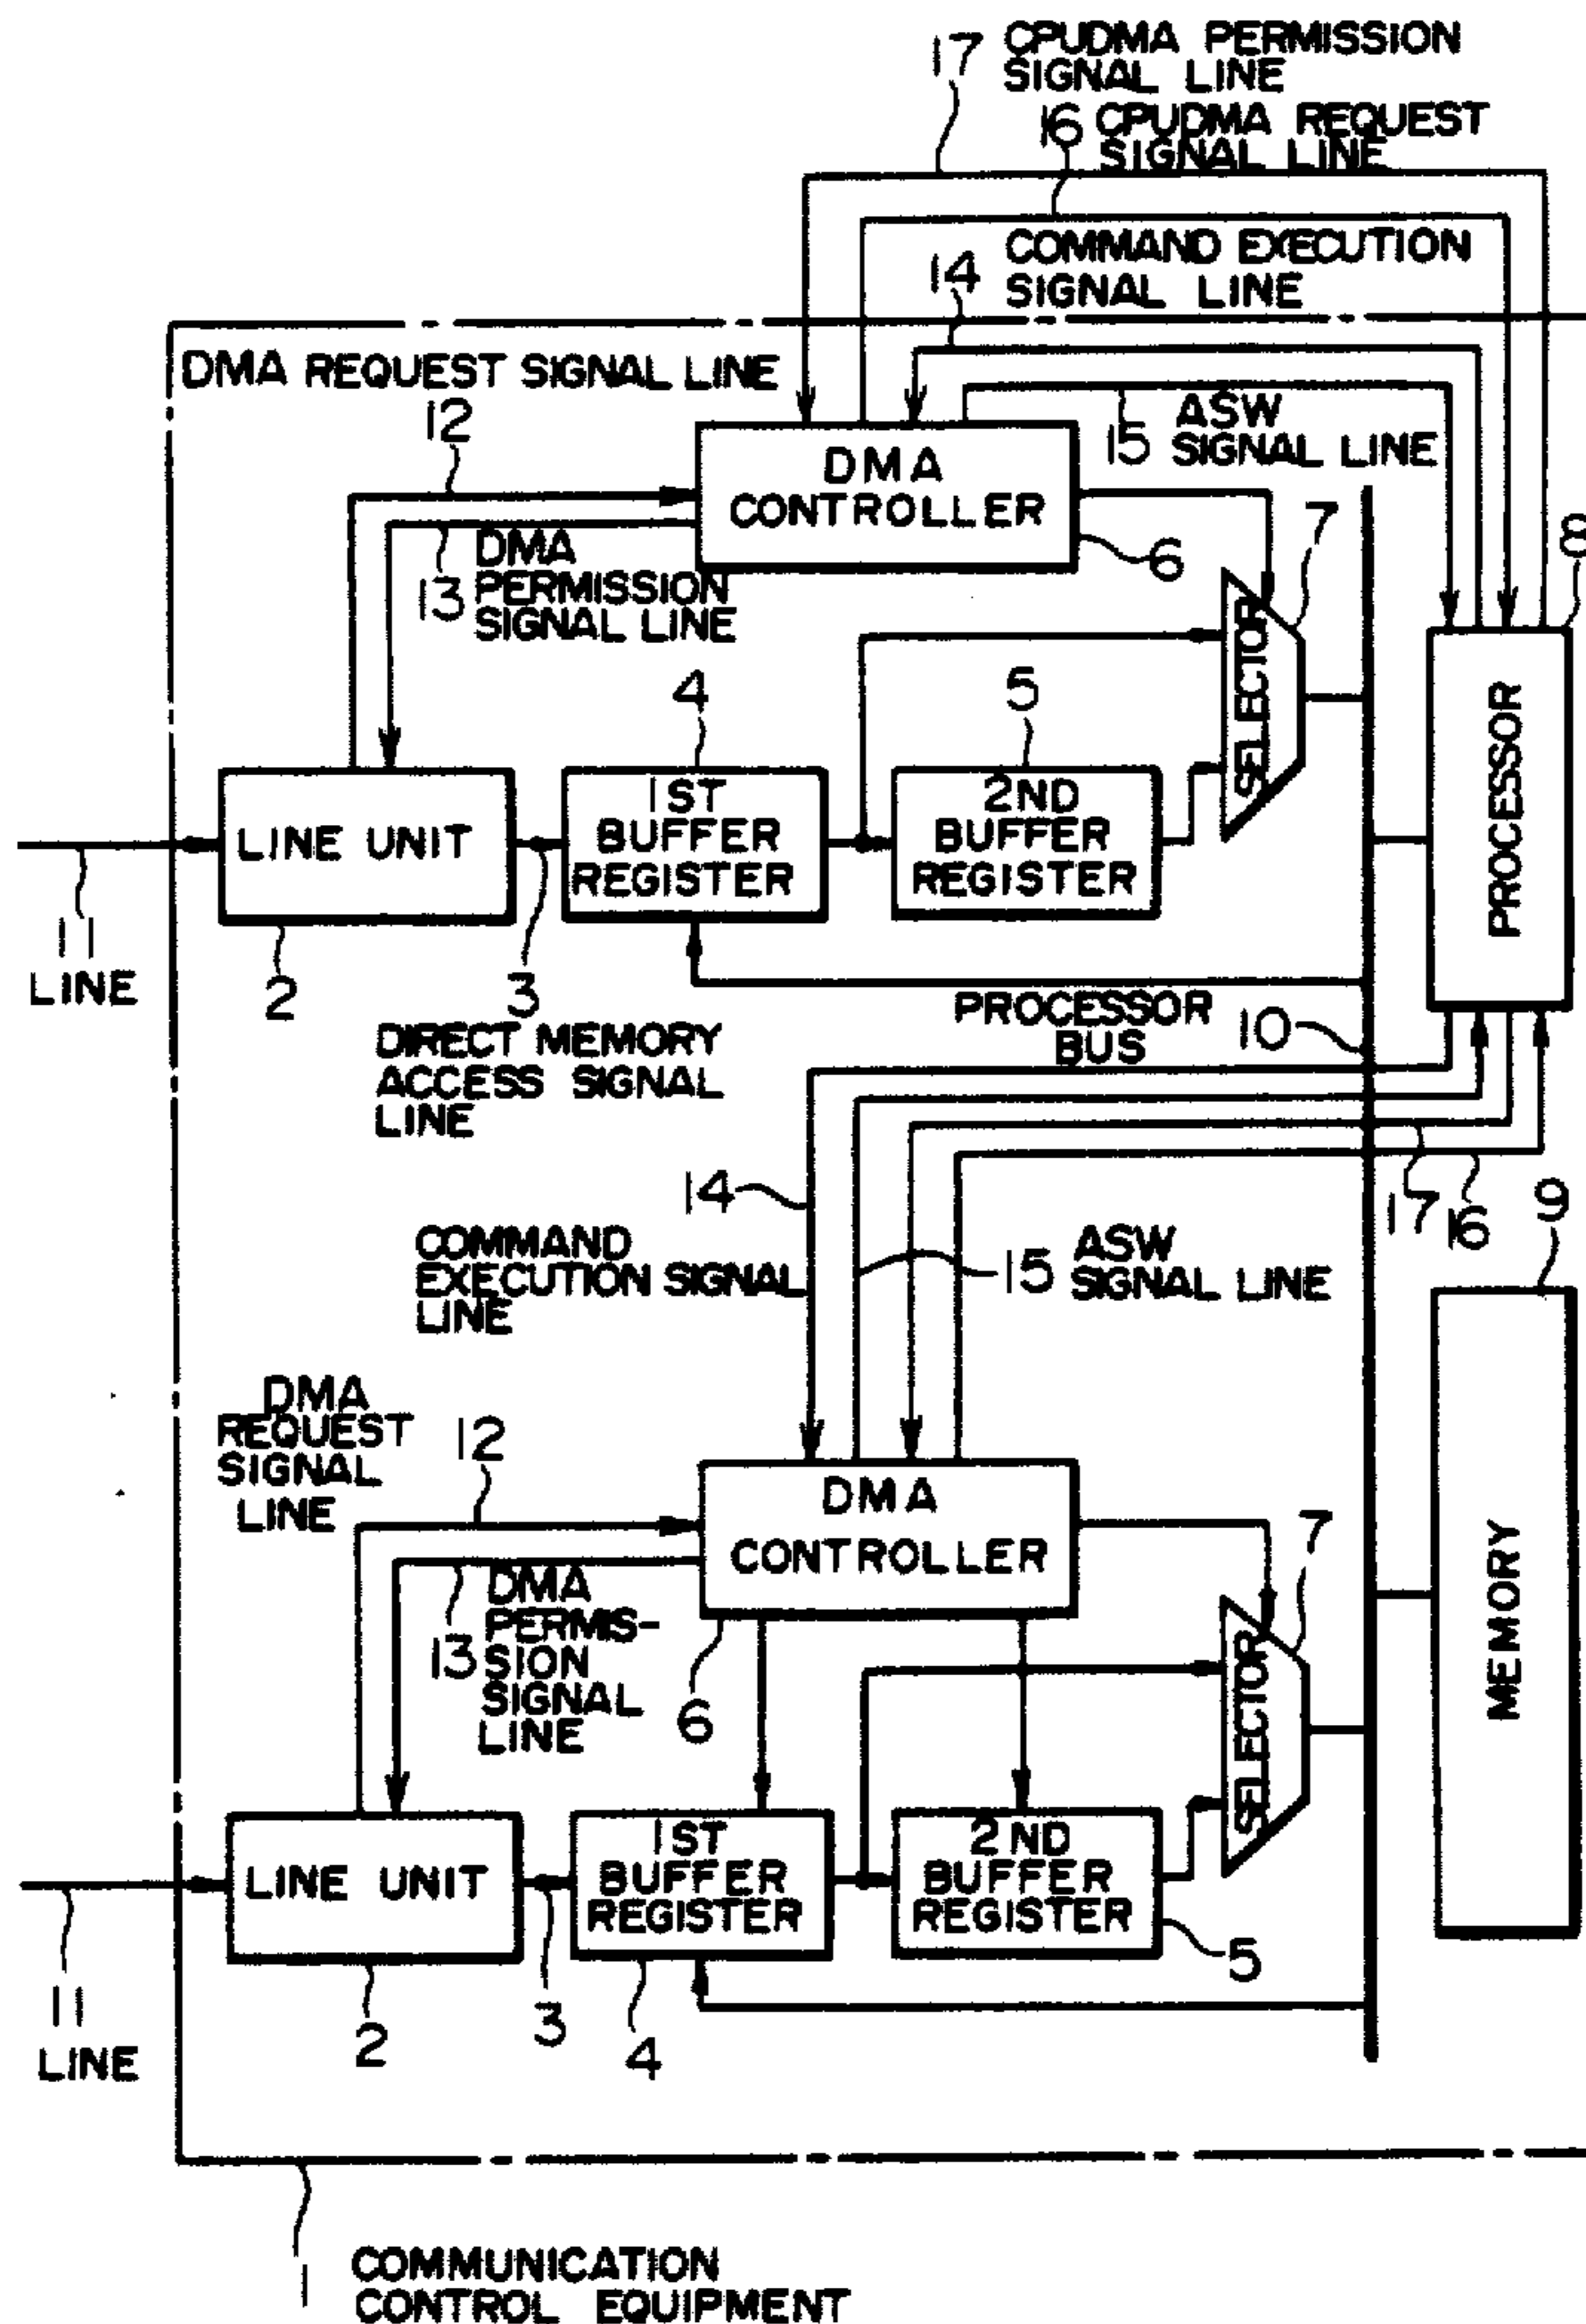 17 CPUDMA PERMISSION
SIGNAL LINE
16 CPUDMA REQUEST
SIGNAL LINE
14 COMMAND EXECUTION
SIGNAL LINE
DMA REQUEST SIGNAL LINE
12
15 ASW
SIGNAL LINE
DMA
CONTROLLER
6
7
8
13 DMA
PERMISSION
SIGNAL LINE
SELECTOR
PROCESSOR
4
5
LINE UNIT
1ST
BUFFER
REGISTER
2ND
BUFFER
REGISTER
11
LINE
2
3
DIRECT MEMORY
ACCESS SIGNAL
LINE
PROCESSOR
BUS
10
14
COMMAND
EXECUTION SIGNAL
LINE
15 ASW
SIGNAL LINE
17 16
9
DMA
REQUEST
SIGNAL
LINE
12
DMA
CONTROLLER
7
MEMORY
13 DMA
PERMIS-
SION
SIGNAL
LINE
6
SELECTOR
LINE UNIT
1ST
BUFFER
REGISTER
2ND
BUFFER
REGISTER
5
11
LINE
2
3
4
1 COMMUNICATION
CONTROL EQUIPMENT